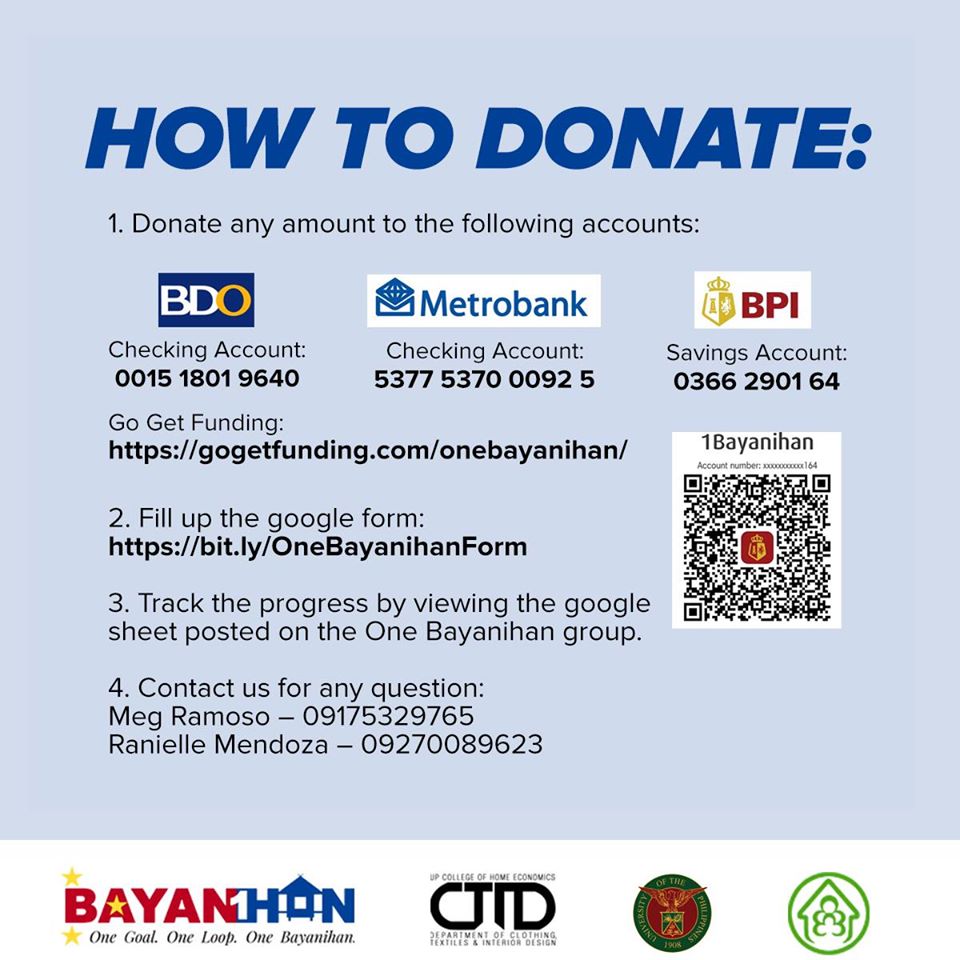 HOW TO DONATE:
1. Donate any amount to the following accounts:
BDO
Checking Account:
0015 1801 9640
Metrobank
Checking Account:
5377 5370 0092 5
BPI
Savings Account:
0366 2901 64
Go Get Funding:
https://gogetfunding.com/onebayanihan/
1Bayanihan
Account number: xxxxxxxxxxx164
2. Fill up the google form:
https://bit.ly/OneBayanihanForm
3. Track the progress by viewing the google
sheet posted on the One Bayanihan group.
4. Contact us for any question:
Meg Ramoso – 09175329765
Ranielle Mendoza – 09270089623
BAYAN1HAN
One Goal. One Loop. One Bayanihan.
UP COLLEGE OF HOME ECONOMICS
CTID
DEPARTMENT OF CLOTHING,
TEXTILES & INTERIOR DESIGN
UNIVERSITY OF THE PHILIPPINES
1908